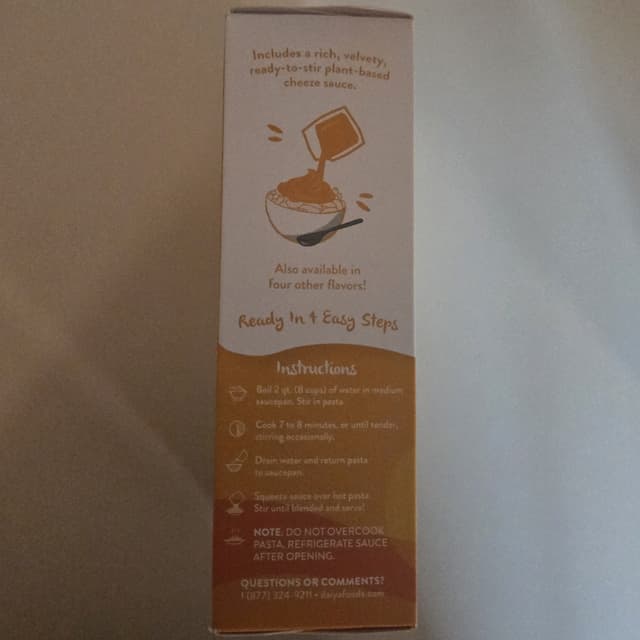 Includes a rich, velvety,
ready-to-stir plant-based
cheeze sauce.
Also available in
four other flavors!
Ready In 4 Easy Steps
Instructions
Boil 2 qt. (8 cups) of water in medium
saucepan. Stir in pasta.
Cook 7 to 8 minutes, or until tender,
stirring occasionally.
Drain water and return pasta
to saucepan.
Squeeze sauce over hot pasta.
Stir until blended and serve!
NOTE: DO NOT OVERCOOK
PASTA. REFRIGERATE SAUCE
AFTER OPENING.
QUESTIONS OR COMMENTS?
1 (877) 324-9211 • daiyafoods.com